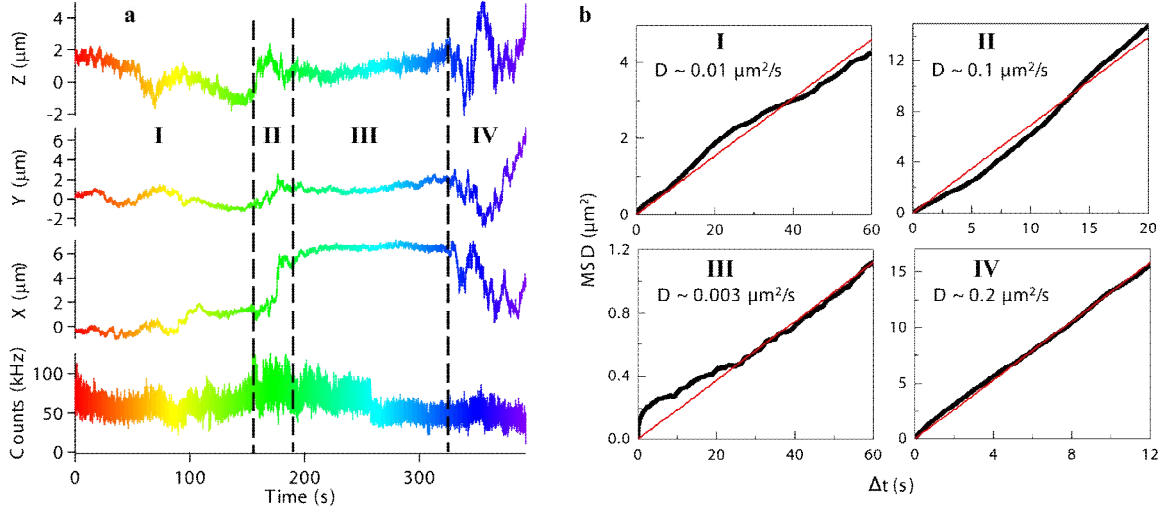 a
Z (μm)
4
2
0
-2
I
II
III
IV
Y (μm)
6
4
2
0
-2
X (μm)
6
4
2
0
Counts (kHz)
100
50
0
0
100
200
300
Time (s)
b
MSD (μm²)
I
D ~ 0.01 μm²/s
4
2
0
0
20
40
60
II
D ~ 0.1 μm²/s
12
8
4
0
0
5
10
15
20
III
D ~ 0.003 μm²/s
1.2
0.8
0.4
0.0
0
20
40
60
IV
D ~ 0.2 μm²/s
15
10
5
0
0
4
8
12
Δt (s)